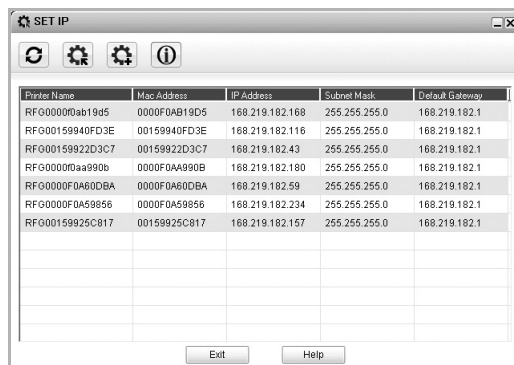 SET IP
Printer Name Mac Address IP Address Subnet Mask Default Gateway
RFG0000f0ab19d5 0000F0AB19D5 168.219.182.168 255.255.255.0 168.219.182.1
RFG00159940FD3E 00159940FD3E 168.219.182.116 255.255.255.0 168.219.182.1
RFG00159922D3C7 00159922D3C7 168.219.182.43 255.255.255.0 168.219.182.1
RFG0000f0aa990b 0000F0AA990B 168.219.182.180 255.255.255.0 168.219.182.1
RFG0000F0A60DBA 0000F0A60DBA 168.219.182.59 255.255.255.0 168.219.182.1
RFG0000F0A59856 0000F0A59856 168.219.182.234 255.255.255.0 168.219.182.1
RFG00159925C817 00159925C817 168.219.182.157 255.255.255.0 168.219.182.1
Exit Help